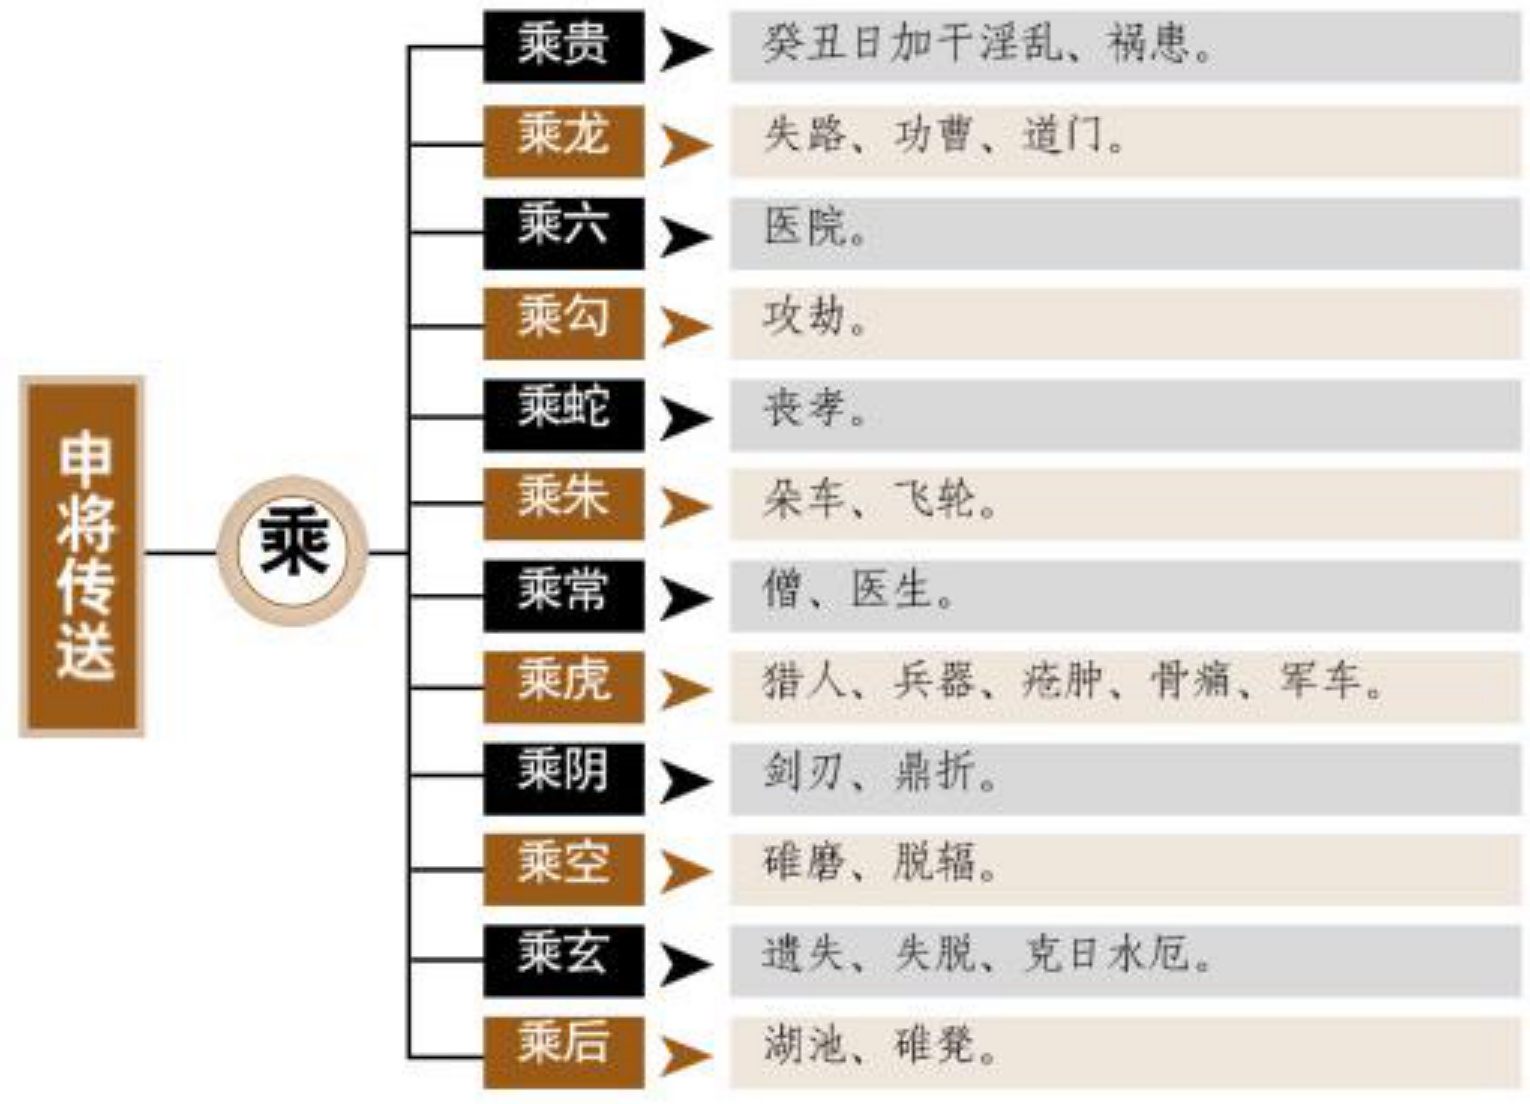 申将传送
乘
乘贵 癸丑日加干淫乱、祸患。
乘龙 失路、功曹、道门。
乘六 医院。
乘勾 攻劫。
乘蛇 丧孝。
乘朱 朵车、飞轮。
乘常 僧、医生。
乘虎 猎人、兵器、疮肿、骨痛、军车。
乘阴 剑刃、鼎折。
乘空 碓磨、脱辐。
乘玄 遗失、失脱、克日水厄。
乘后 湖池、碓凳。